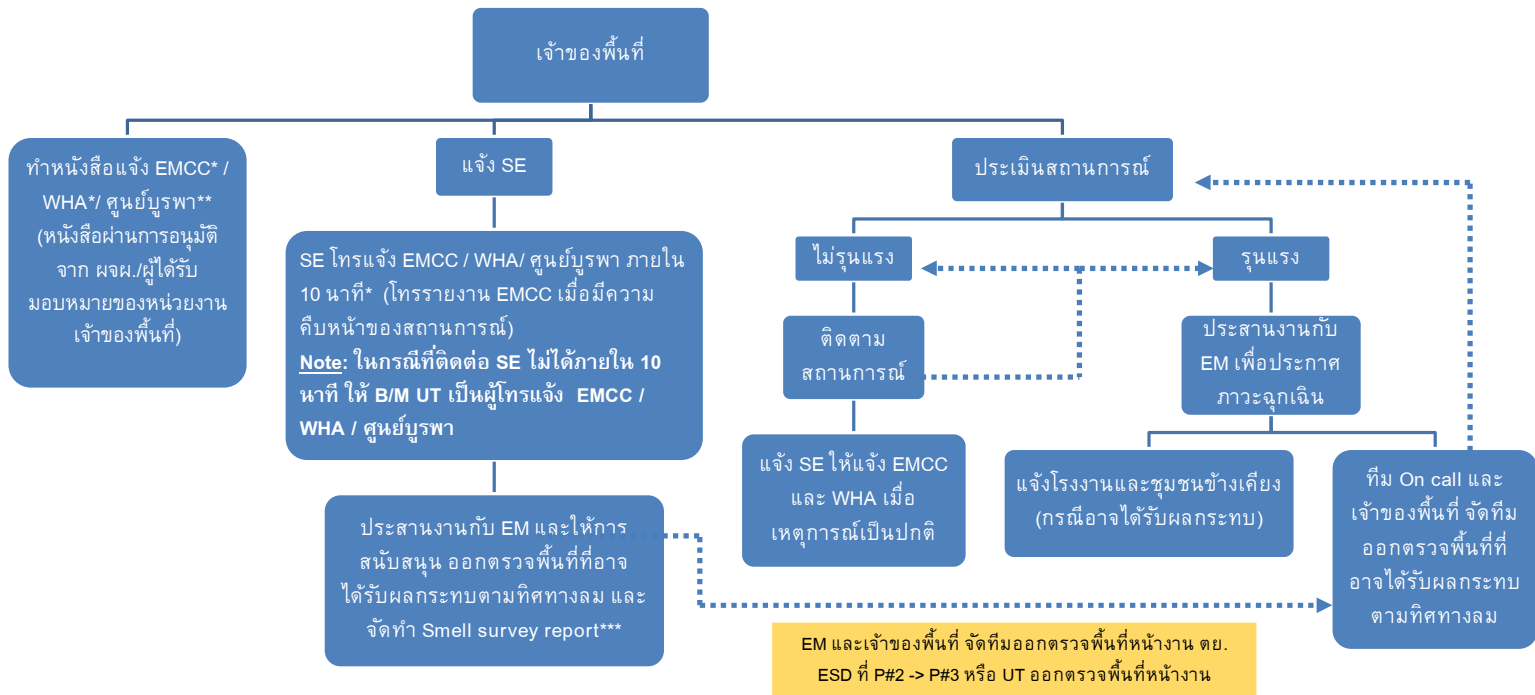 เจ้าของพื้นที่
ทำหนังสือแจ้ง EMCC* /
WHA*/ ศูนย์บูรพา**
(หนังสือผ่านการอนุมัติ
จาก ผจผ./ผู้ได้รับ
มอบหมายของหน่วยงาน
เจ้าของพื้นที่)
แจ้ง SE
SE โทรแจ้ง EMCC / WHA/ ศูนย์บูรพา ภายใน
10 นาที* (โทรรายงาน EMCC เมื่อมีความ
คืบหน้าของสถานการณ์)
Note: ในกรณีที่ติดต่อ SE ไม่ได้ภายใน 10
นาที ให้ B/M UT เป็นผู้โทรแจ้ง EMCC /
WHA / ศูนย์บูรพา
ประสานงานกับ EM และให้การ
สนับสนุน ออกตรวจพื้นที่ที่อาจ
ได้รับผลกระทบตามทิศทางลม และ
จัดทำ Smell survey report***
ประเมินสถานการณ์
ไม่รุนแรง
ติดตาม
สถานการณ์
แจ้ง SE ให้แจ้ง EMCC
และ WHA เมื่อ
เหตุการณ์เป็นปกติ
รุนแรง
ประสานงานกับ
EM เพื่อประกาศ
ภาวะฉุกเฉิน
แจ้งโรงงานและชุมชนข้างเคียง
(กรณีอาจได้รับผลกระทบ)
ทีม On call และ
เจ้าของพื้นที่ จัดทีม
ออกตรวจพื้นที่ที่
อาจได้รับผลกระทบ
ตามทิศทางลม
EM และเจ้าของพื้นที่ จัดทีมออกตรวจพื้นที่หน้างาน ตย.
ESD ที่ P#2 -> P#3 หรือ UT ออกตรวจพื้นที่หน้างาน